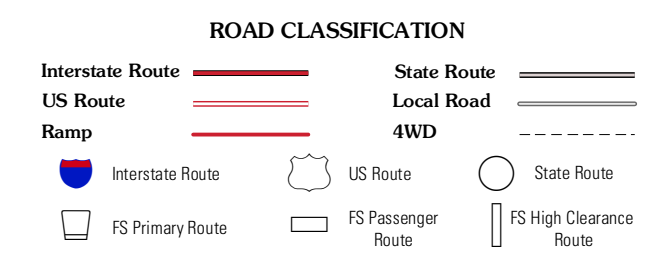 ROAD CLASSIFICATION
Interstate Route
State Route
US Route
Local Road
Ramp
4WD
Interstate Route
US Route
State Route
FS Primary Route
FS Passenger
Route
FS High Clearance
Route